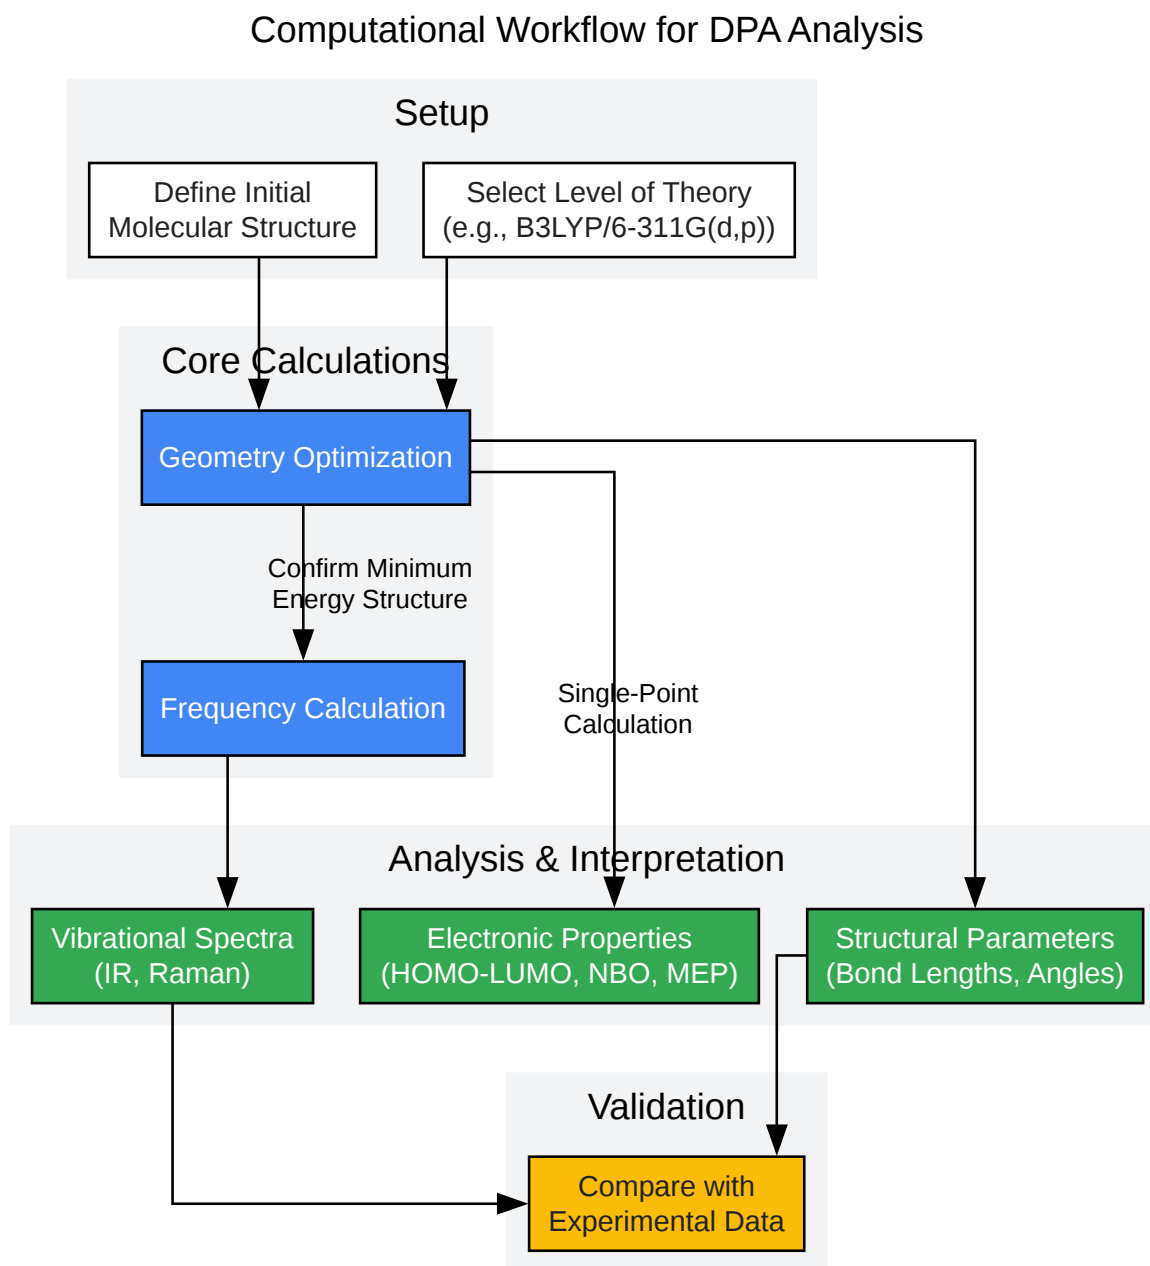 Computational Workflow for DPA Analysis
Setup
Define Initial
Molecular Structure
Select Level of Theory
(e.g., B3LYP/6-311G(d,p))
Core Calculations
Geometry Optimization
Confirm Minimum
Energy Structure
Frequency Calculation
Single-Point
Calculation
Analysis & Interpretation
Vibrational Spectra
(IR, Raman)
Electronic Properties
(HOMO-LUMO, NBO, MEP)
Structural Parameters
(Bond Lengths, Angles)
Validation
Compare with
Experimental Data